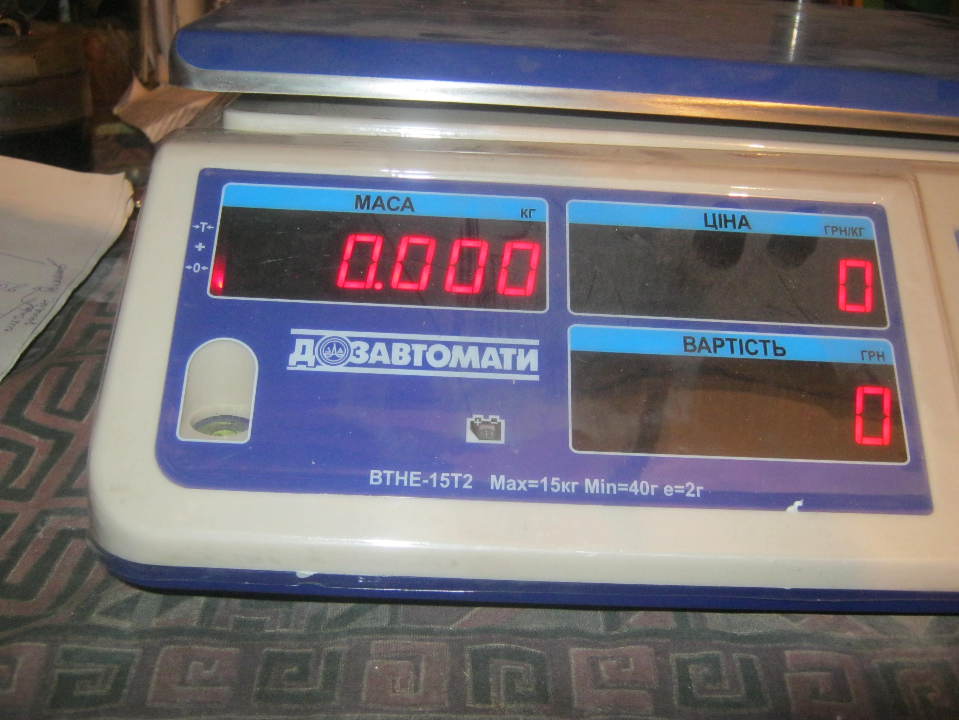 МАСА
КГ
0.000
→T←
+
→0←
ЦІНА
ГРН/КГ
0
ДОЗАВТОМАТИ
ВАРТІСТЬ
ГРН
0
ВТНЕ-15Т2 Max=15кг Min=40г e=2г